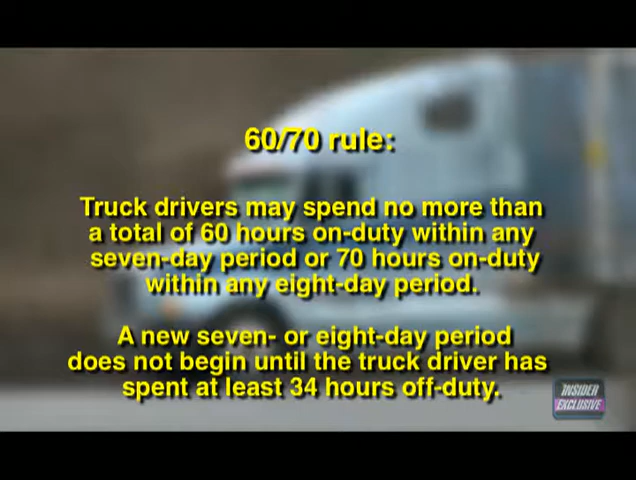 60/70 rule:
Truck drivers may spend no more than
a total of 60 hours on-duty within any
seven-day period or 70 hours on-duty
within any eight-day period.
A new seven- or eight-day period
does not begin until the truck driver has
spent at least 34 hours off-duty.
INSIDER
EXCLUSIVE